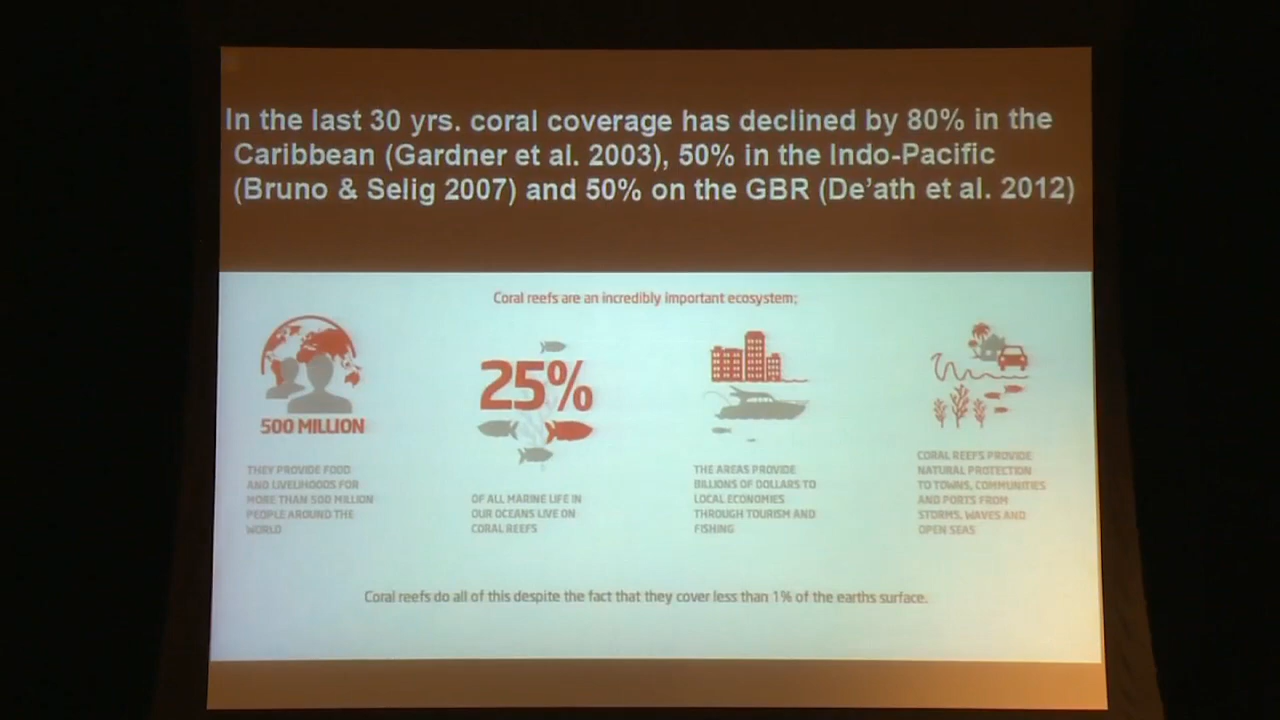 In the last 30 yrs. coral coverage has declined by 80% in the
Caribbean (Gardner et al. 2003), 50% in the Indo-Pacific
(Bruno & Selig 2007) and 50% on the GBR (De'ath et al. 2012)
Coral reefs are an incredibly important ecosystem:
500 MILLION
THEY PROVIDE FOOD
AND LIVELIHOODS FOR
MORE THAN 500 MILLION
PEOPLE AROUND THE
WORLD
25%
OF ALL MARINE LIFE IN
OUR OCEANS LIVE ON
CORAL REEFS
THE AREAS PROVIDE
BILLIONS OF DOLLARS TO
LOCAL ECONOMIES
THROUGH TOURISM AND
FISHING
CORAL REEFS PROVIDE
NATURAL PROTECTION
TO TOWNS, COMMUNITIES
AND PORTS FROM
STORMS, WAVES AND
OPEN SEAS
Coral reefs do all of this despite the fact that they cover less than 1% of the earths surface.